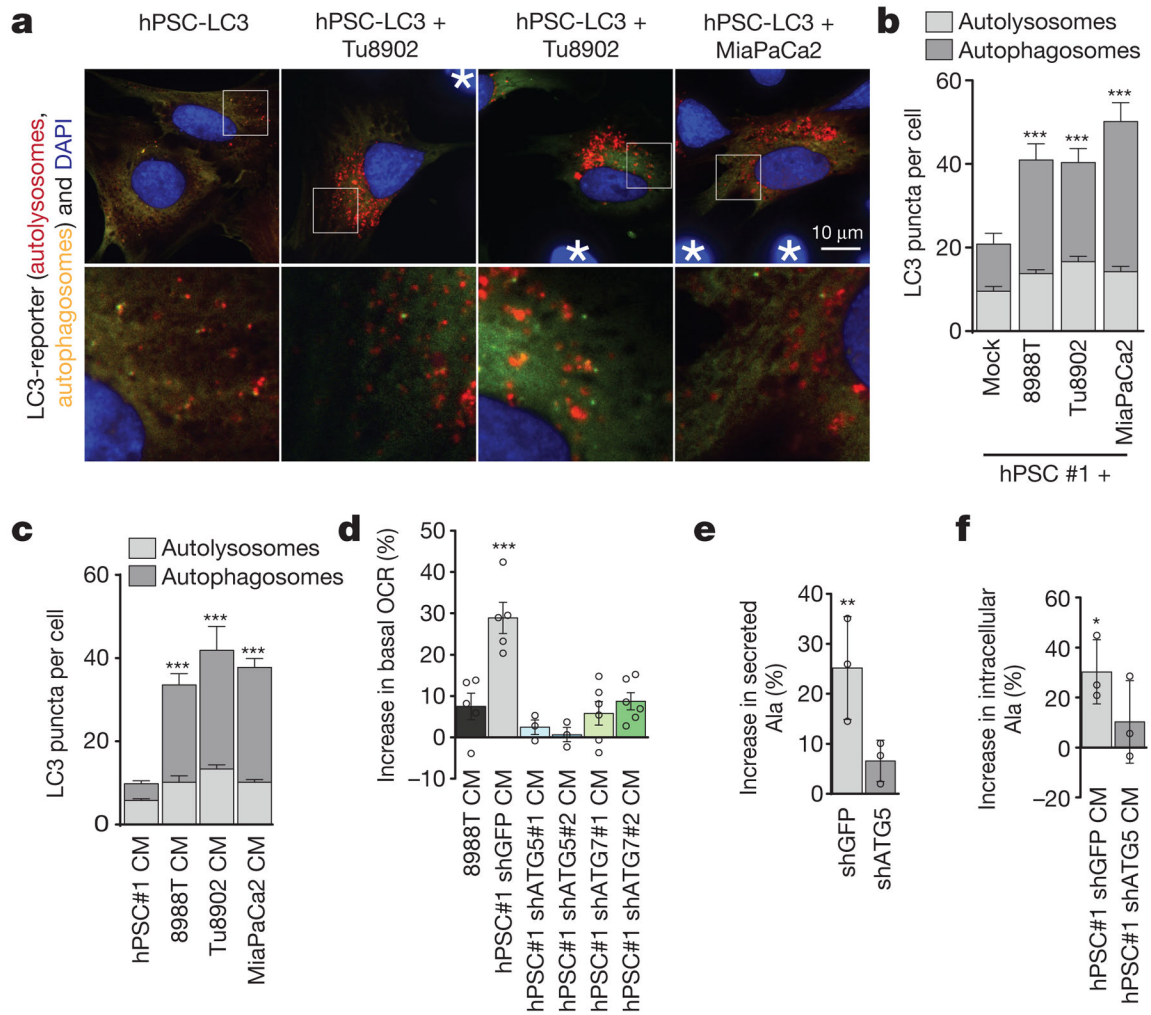 a
hPSC-LC3
hPSC-LC3 +
Tu8902
hPSC-LC3 +
Tu8902
hPSC-LC3 +
MiaPaCa2
LC3-reporter (autolysosomes,
autophagosomes) and DAPI
*
*
*
*
10 μm
b
Autolysosomes
Autophagosomes
LC3 puncta per cell
60
40
20
0
***
***
***
Mock
8988T
Tu8902
MiaPaCa2
hPSC #1 +
c
Autolysosomes
Autophagosomes
LC3 puncta per cell
60
40
20
0
***
***
***
hPSC#1 CM
8988T CM
Tu8902 CM
MiaPaCa2 CM
d
Increase in basal OCR (%)
50
40
30
20
10
0
–10
***
8988T CM
hPSC#1 shGFP CM
hPSC#1 shATG5#1 CM
hPSC#1 shATG5#2 CM
hPSC#1 shATG7#1 CM
hPSC#1 shATG7#2 CM
e
Increase in secreted
Ala (%)
40
30
20
10
0
**
shGFP
shATG5
f
Increase in intracellular
Ala (%)
60
40
20
0
–20
*
hPSC#1 shGFP CM
hPSC#1 shATG5 CM